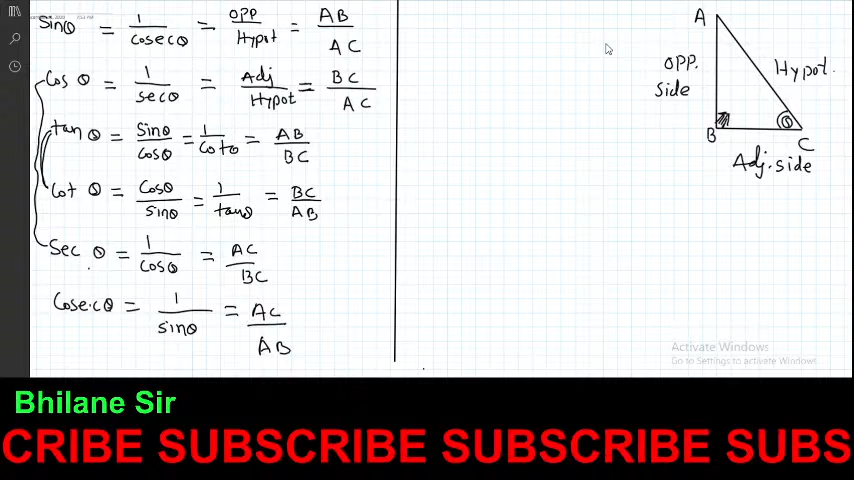 Sinθ = 1/cosecθ = OPP/Hypot = AB/AC
Cos θ = 1/secθ = Adj/Hypot = BC/AC
tan θ = Sinθ/cosθ = 1/Cotθ = AB/BC
Cot θ = Cosθ/sinθ = 1/tanθ = BC/AB
Sec θ = 1/cosθ = AC/BC
Cosecθ = 1/sinθ = AC/AB
A
OPP. side
Hypot.
B
θ
C
Adj. side
Activate Windows
Go to Settings to activate Windows
Bhilane Sir
CRIBE SUBSCRIBE SUBSCRIBE SUBS